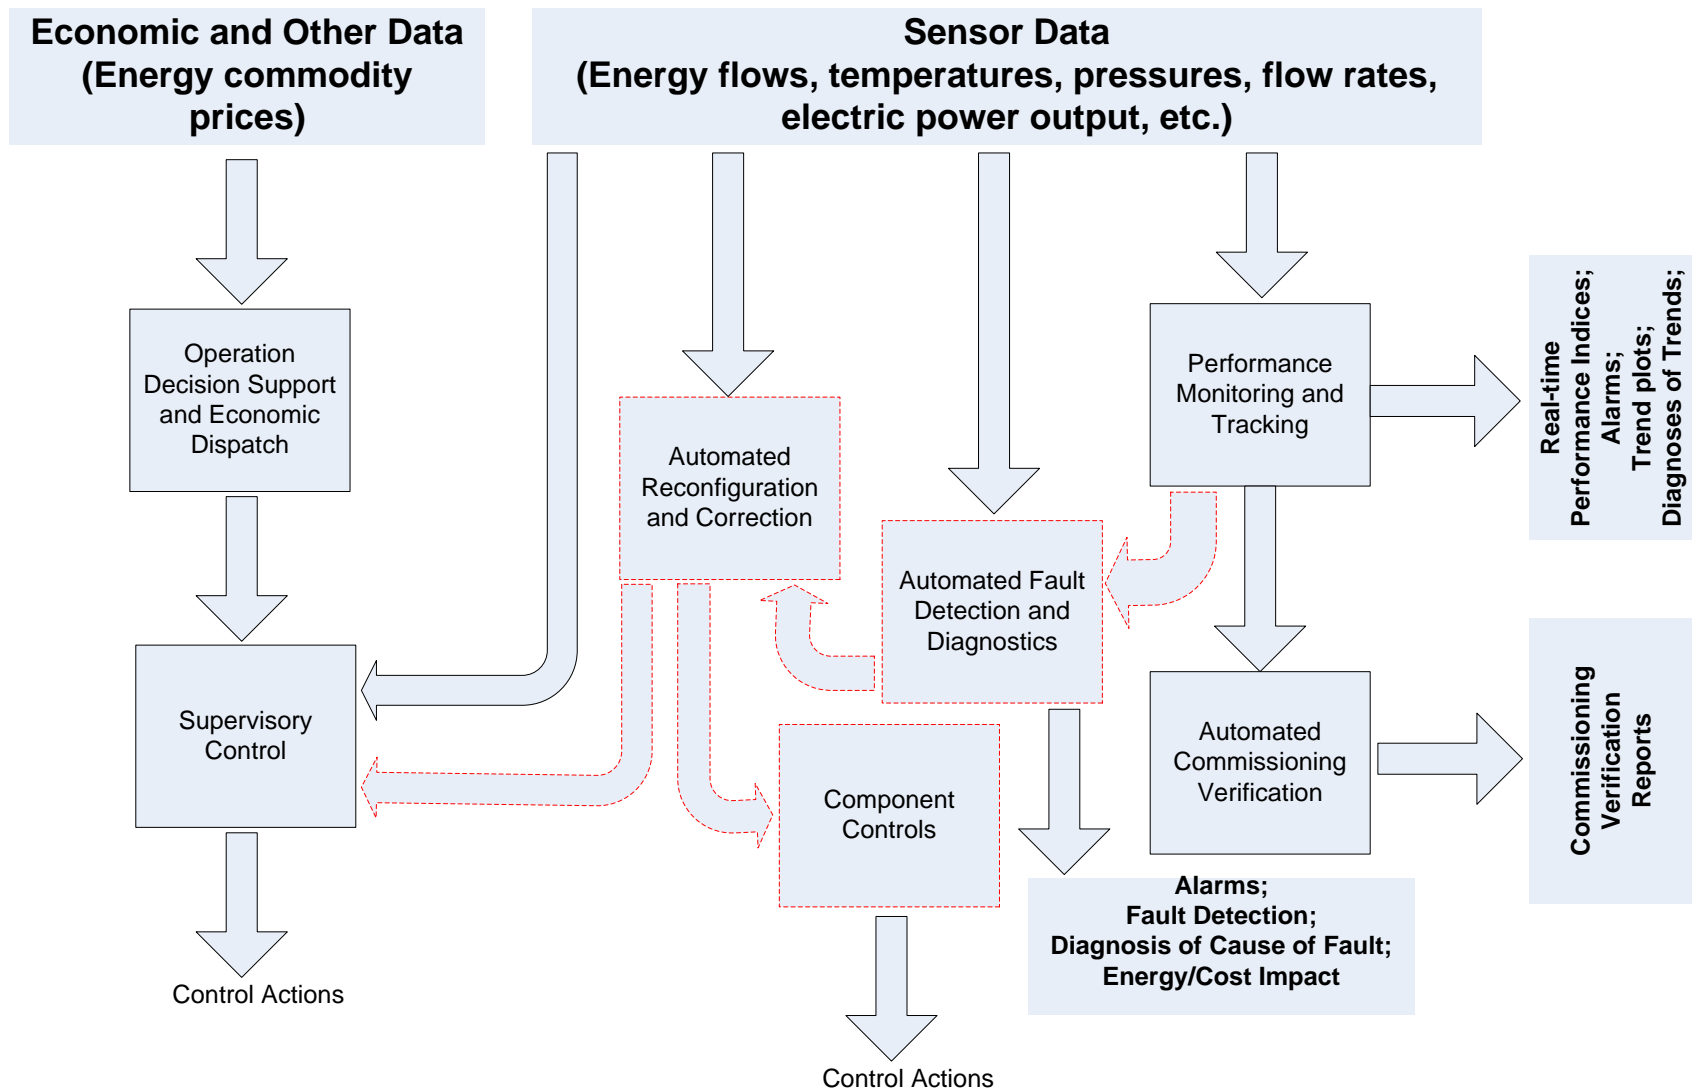 Economic and Other Data
(Energy commodity
prices)
Sensor Data
(Energy flows, temperatures, pressures, flow rates,
electric power output, etc.)
Operation
Decision Support
and Economic
Dispatch
Performance
Monitoring and
Tracking
Real-time
Performance Indices;
Alarms;
Trend plots;
Diagnoses of Trends;
Automated
Reconfiguration
and Correction
Automated Fault
Detection and
Diagnostics
Supervisory
Control
Automated
Commissioning
Verification
Commissioning
Verification
Reports
Component
Controls
Alarms;
Fault Detection;
Diagnosis of Cause of Fault;
Energy/Cost Impact
Control Actions
Control Actions